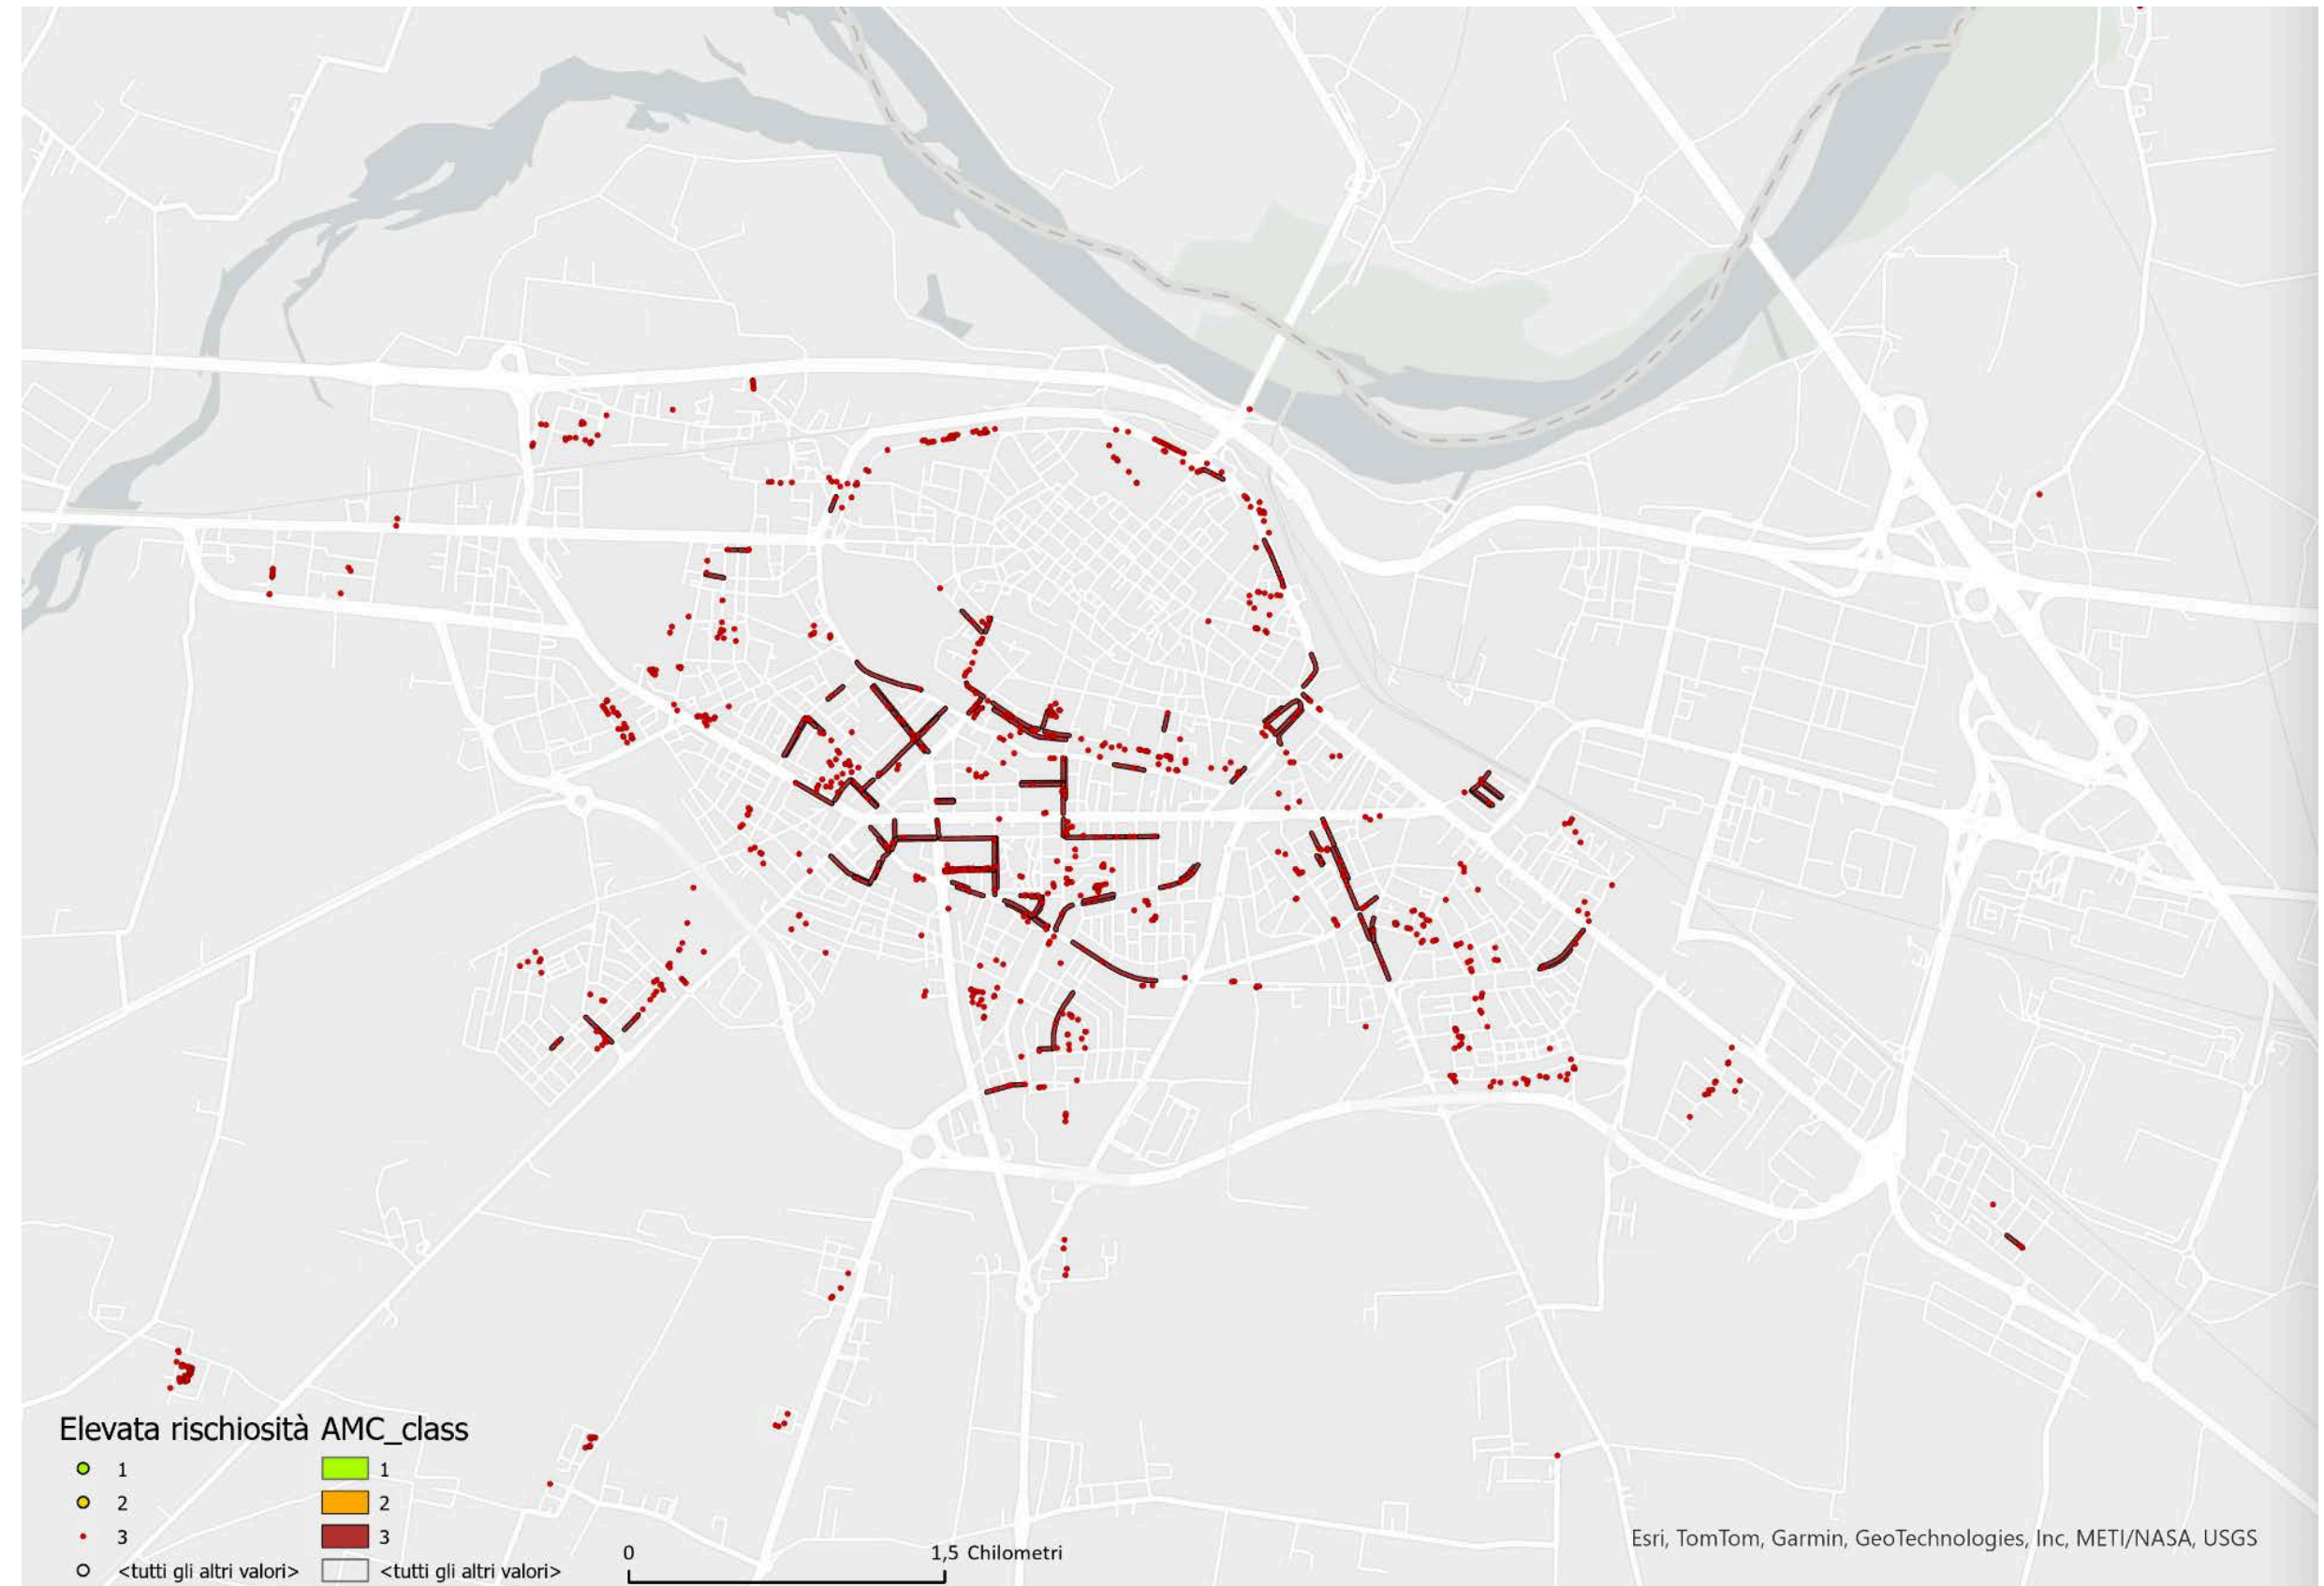 Elevata rischiosità AMC_class
1 1
2 2
3 3
<tutti gli altri valori> <tutti gli altri valori>
0 1,5 Chilometri
Esri, TomTom, Garmin, GeoTechnologies, Inc, METI/NASA, USGS